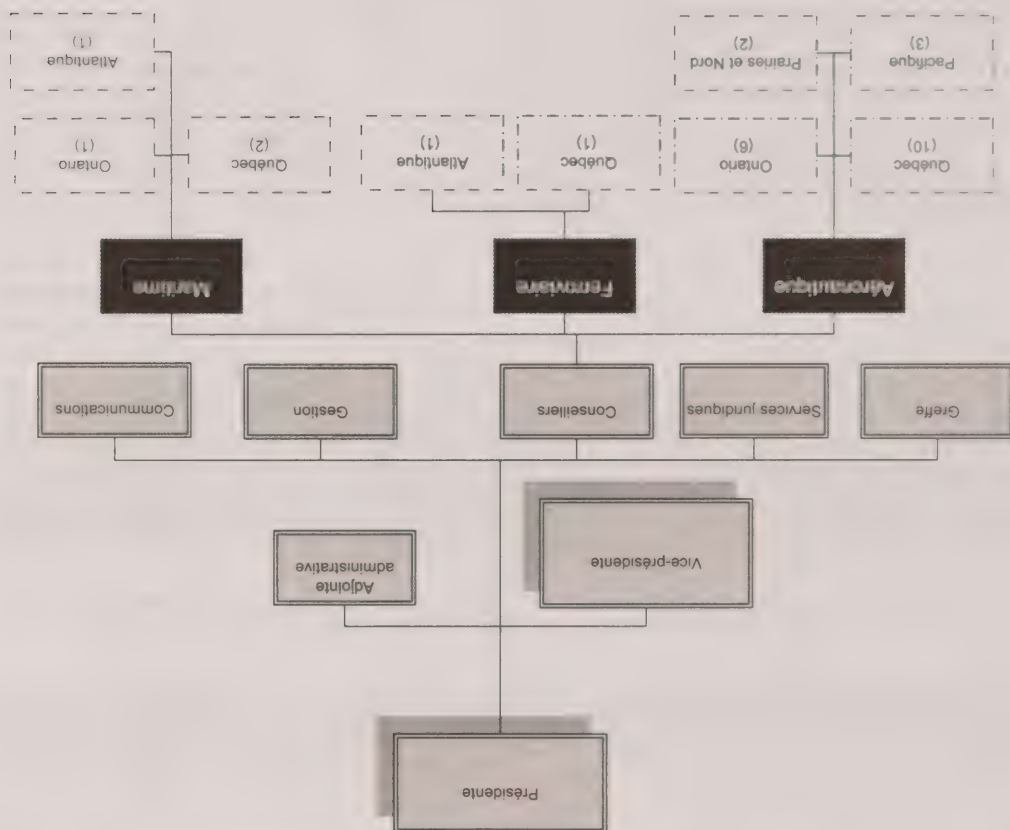 Présidente
Vice-présidente
Adjointe
administrative
Greffe
Services juridiques
Conseillers
Gestion
Communications
Aéronautique
Ferroviaire
Maritime
Québec
(10)
Ontario
(6)
Québec
(1)
Atlantique
(1)
Québec
(2)
Ontario
(1)
Pacifique
(3)
Prairies et Nord
(2)
Atlantique
(1)